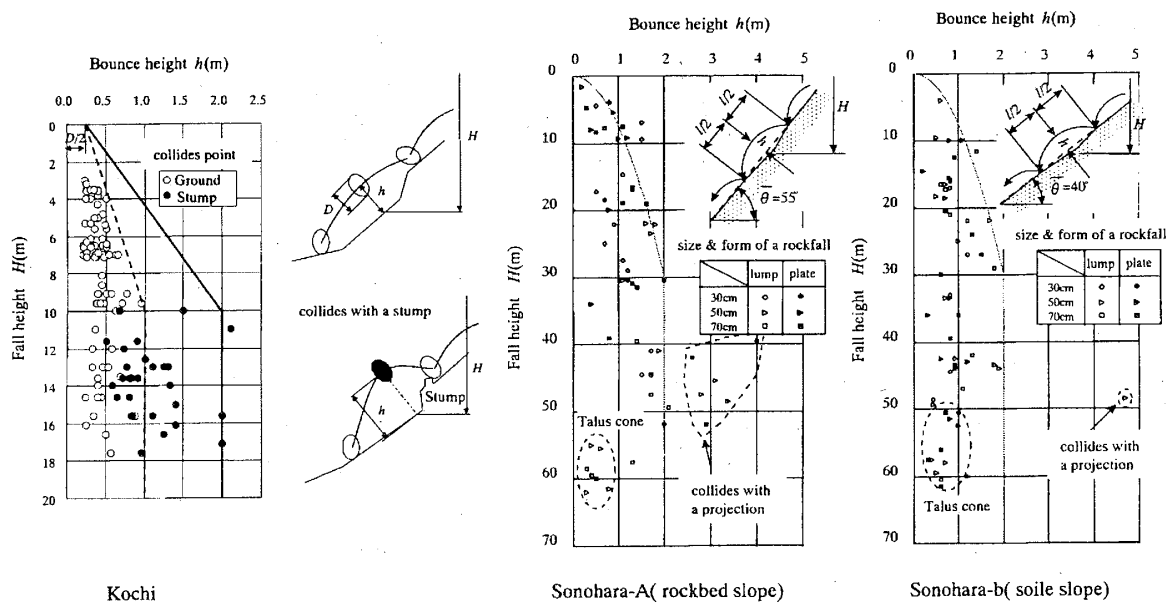 Bounce height h(m)
0.0 0.5 1.0 1.5 2.0 2.5
D/2
collides point
Ground
Stump
Fall height H(m)
0
2
4
6
8
10
12
14
16
18
20
Kochi
H
h
D
collides with a stump
H
Stump
h
Bounce height h(m)
0 1 2 3 4 5
0
10
20
30
40
50
60
70
Fall height H(m)
l/2
l/2
h
H
θ=55°
size & form of a rockfall
lump plate
30cm
50cm
70cm
Talus cone
collides with
a projection
Sonohara-A( rockbed slope)
Bounce height h(m)
0 1 2 3 4 5
0
10
20
30
40
50
60
70
Fall height H(m)
l/2
l/2
h
H
θ=40°
size & form of a rockfall
lump plate
30cm
50cm
70cm
collides with
a projection
Talus cone
Sonohara-b( soile slope)